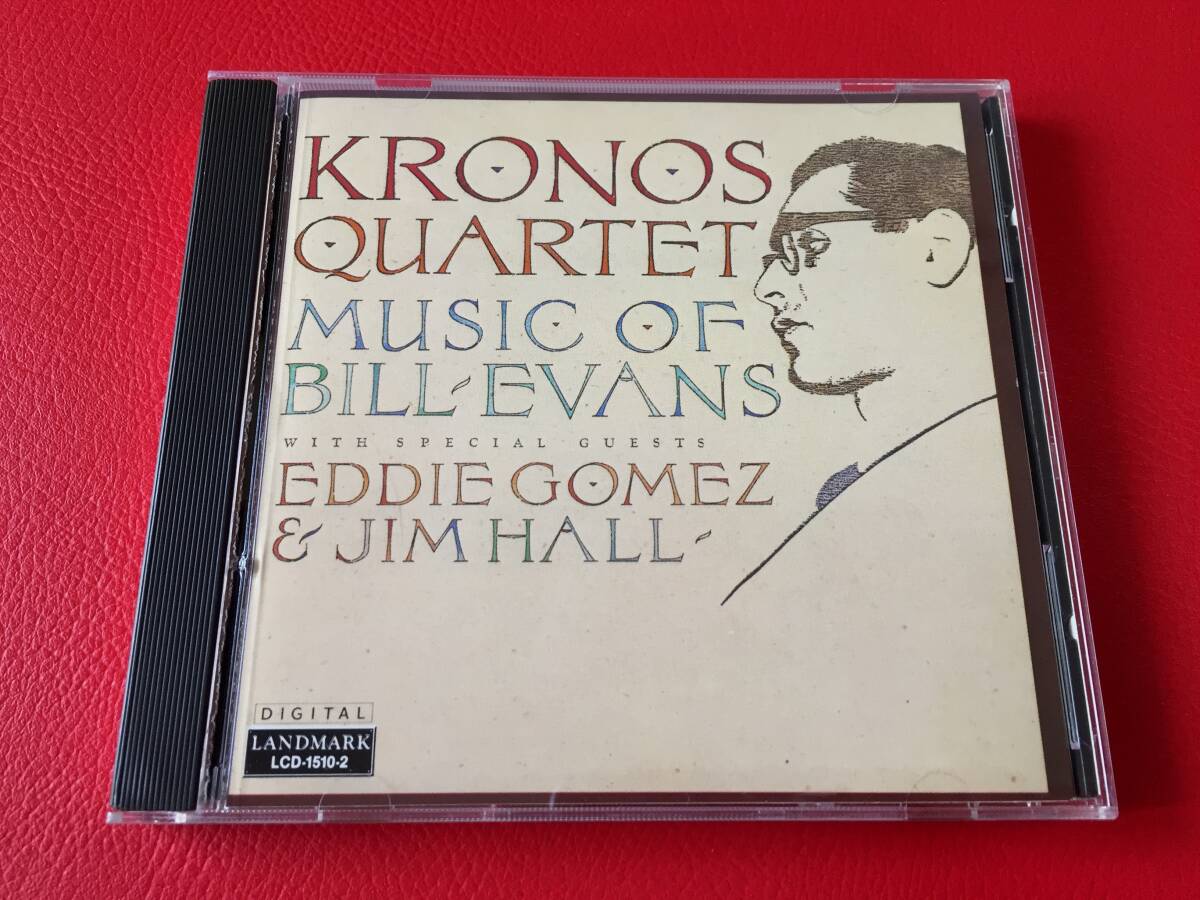 KRONOS
QUARTET
MUSIC OF
BILL EVANS
WITH SPECIAL GUESTS
EDDIE GOMEZ
& JIM HALL
DIGITAL
LANDMARK
LCD-1510-2